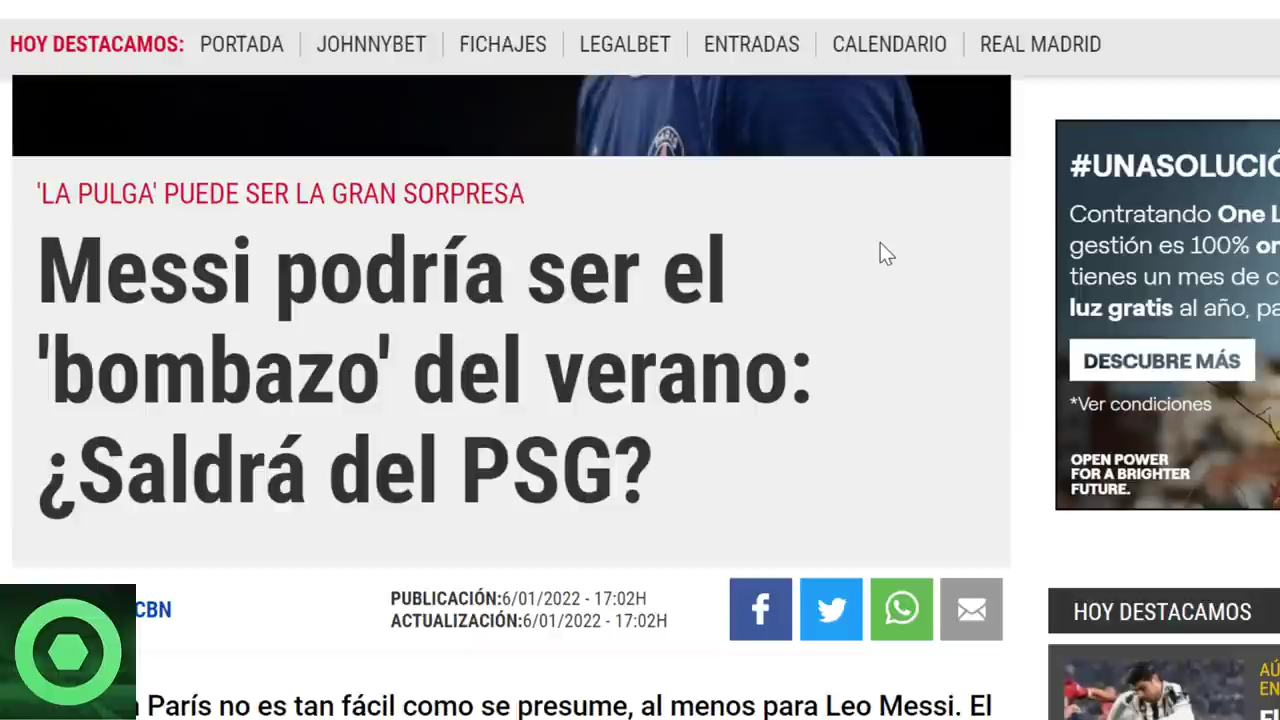 HOY DESTACAMOS: PORTADA JOHNNYBET FICHAJES LEGALBET ENTRADAS CALENDARIO REAL MADRID
PARIS
'LA PULGA' PUEDE SER LA GRAN SORPRESA
Messi podría ser el
'bombazo' del verano:
¿Saldrá del PSG?
CBN
PUBLICACIÓN:6/01/2022 - 17:02H
ACTUALIZACIÓN:6/01/2022 - 17:02H
París no es tan fácil como se presume, al menos para Leo Messi. El
#UNASOLUCIÓ
Contratando One L
gestión es 100% on
tienes un mes de c
luz gratis al año, pa
DESCUBRE MÁS
*Ver condiciones
OPEN POWER
FOR A BRIGHTER
FUTURE.
HOY DESTACAMOS
AÚ
EN